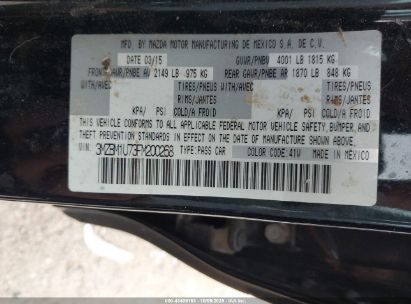 MFD. BY MAZDA MOTOR MANUFACTURING DE MEXICO S.A. DE C.V.
DATE 03/15 GVWR/PNBV 4001 LB 1815 KG
FRONT GAWR/PNBE AV 2149 LB 975 KG REAR GAWR/PNBE AR 1870 LB 848 KG
WITH/AVEC TIRES/PNEUS WITH/AVEC TIRES/PNEUS
RIMS/JANTES RIMS/JANTES
KPA/ PSI COLD/A FROID KPA/ PSI COLD/A FROID
THIS VEHICLE CONFORMS TO ALL APPLICABLE FEDERAL MOTOR VEHICLE SAFETY, BUMPER, AND
THEFT PREVENTION STANDARDS IN EFFECT ON THE DATE OF MANUFACTURE SHOWN ABOVE.
VIN: 3MZBM1U73FM200258 MADE IN MEXICO
TYPE: PASS CAR COLOR CODE: 41W